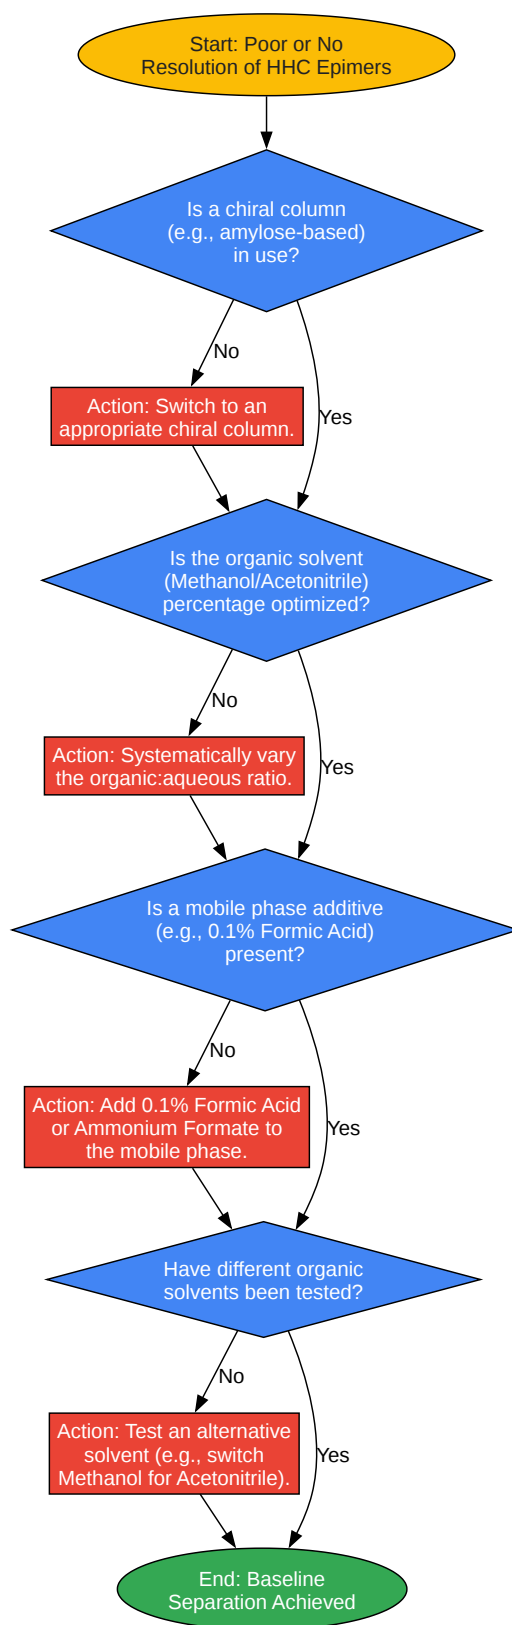 Start: Poor or No
Resolution of HHC Epimers
Is a chiral column
(e.g., amylose-based)
in use?
No
Yes
Action: Switch to an
appropriate chiral column.
Is the organic solvent
(Methanol/Acetonitrile)
percentage optimized?
No
Yes
Action: Systematically vary
the organic:aqueous ratio.
Is a mobile phase additive
(e.g., 0.1% Formic Acid)
present?
No
Yes
Action: Add 0.1% Formic Acid
or Ammonium Formate to
the mobile phase.
Have different organic
solvents been tested?
No
Yes
Action: Test an alternative
solvent (e.g., switch
Methanol for Acetonitrile).
End: Baseline
Separation Achieved